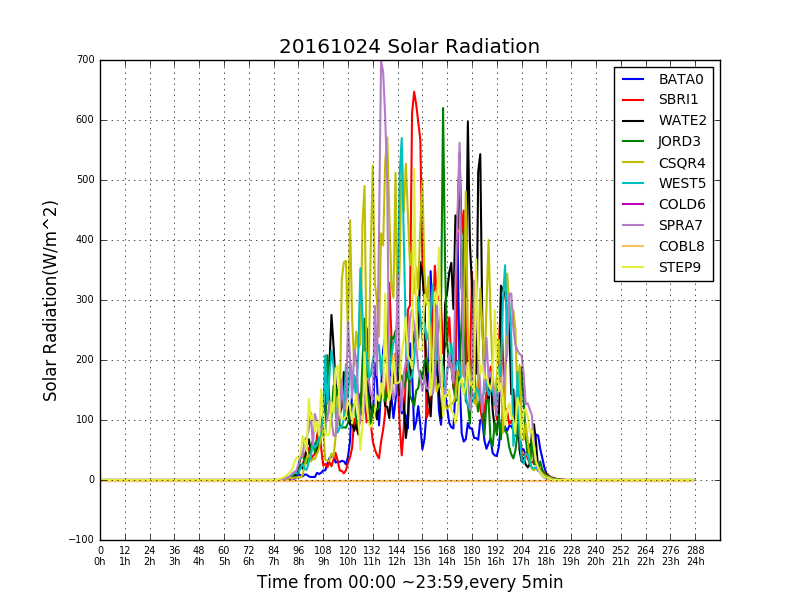 20161024 Solar Radiation
700
600
500
400
300
200
100
0
−100
Solar Radiation(W/m^2)
BATA0
SBRI1
WATE2
JORD3
CSQR4
WEST5
COLD6
SPRA7
COBL8
STEP9
0 12 24 36 48 60 72 84 96 108 120 132 144 156 168 180 192 204 216 228 240 252 264 276 288
0h 1h 2h 3h 4h 5h 6h 7h 8h 9h 10h 11h 12h 13h 14h 15h 16h 17h 18h 19h 20h 21h 22h 23h 24h
Time from 00:00 ~23:59,every 5min